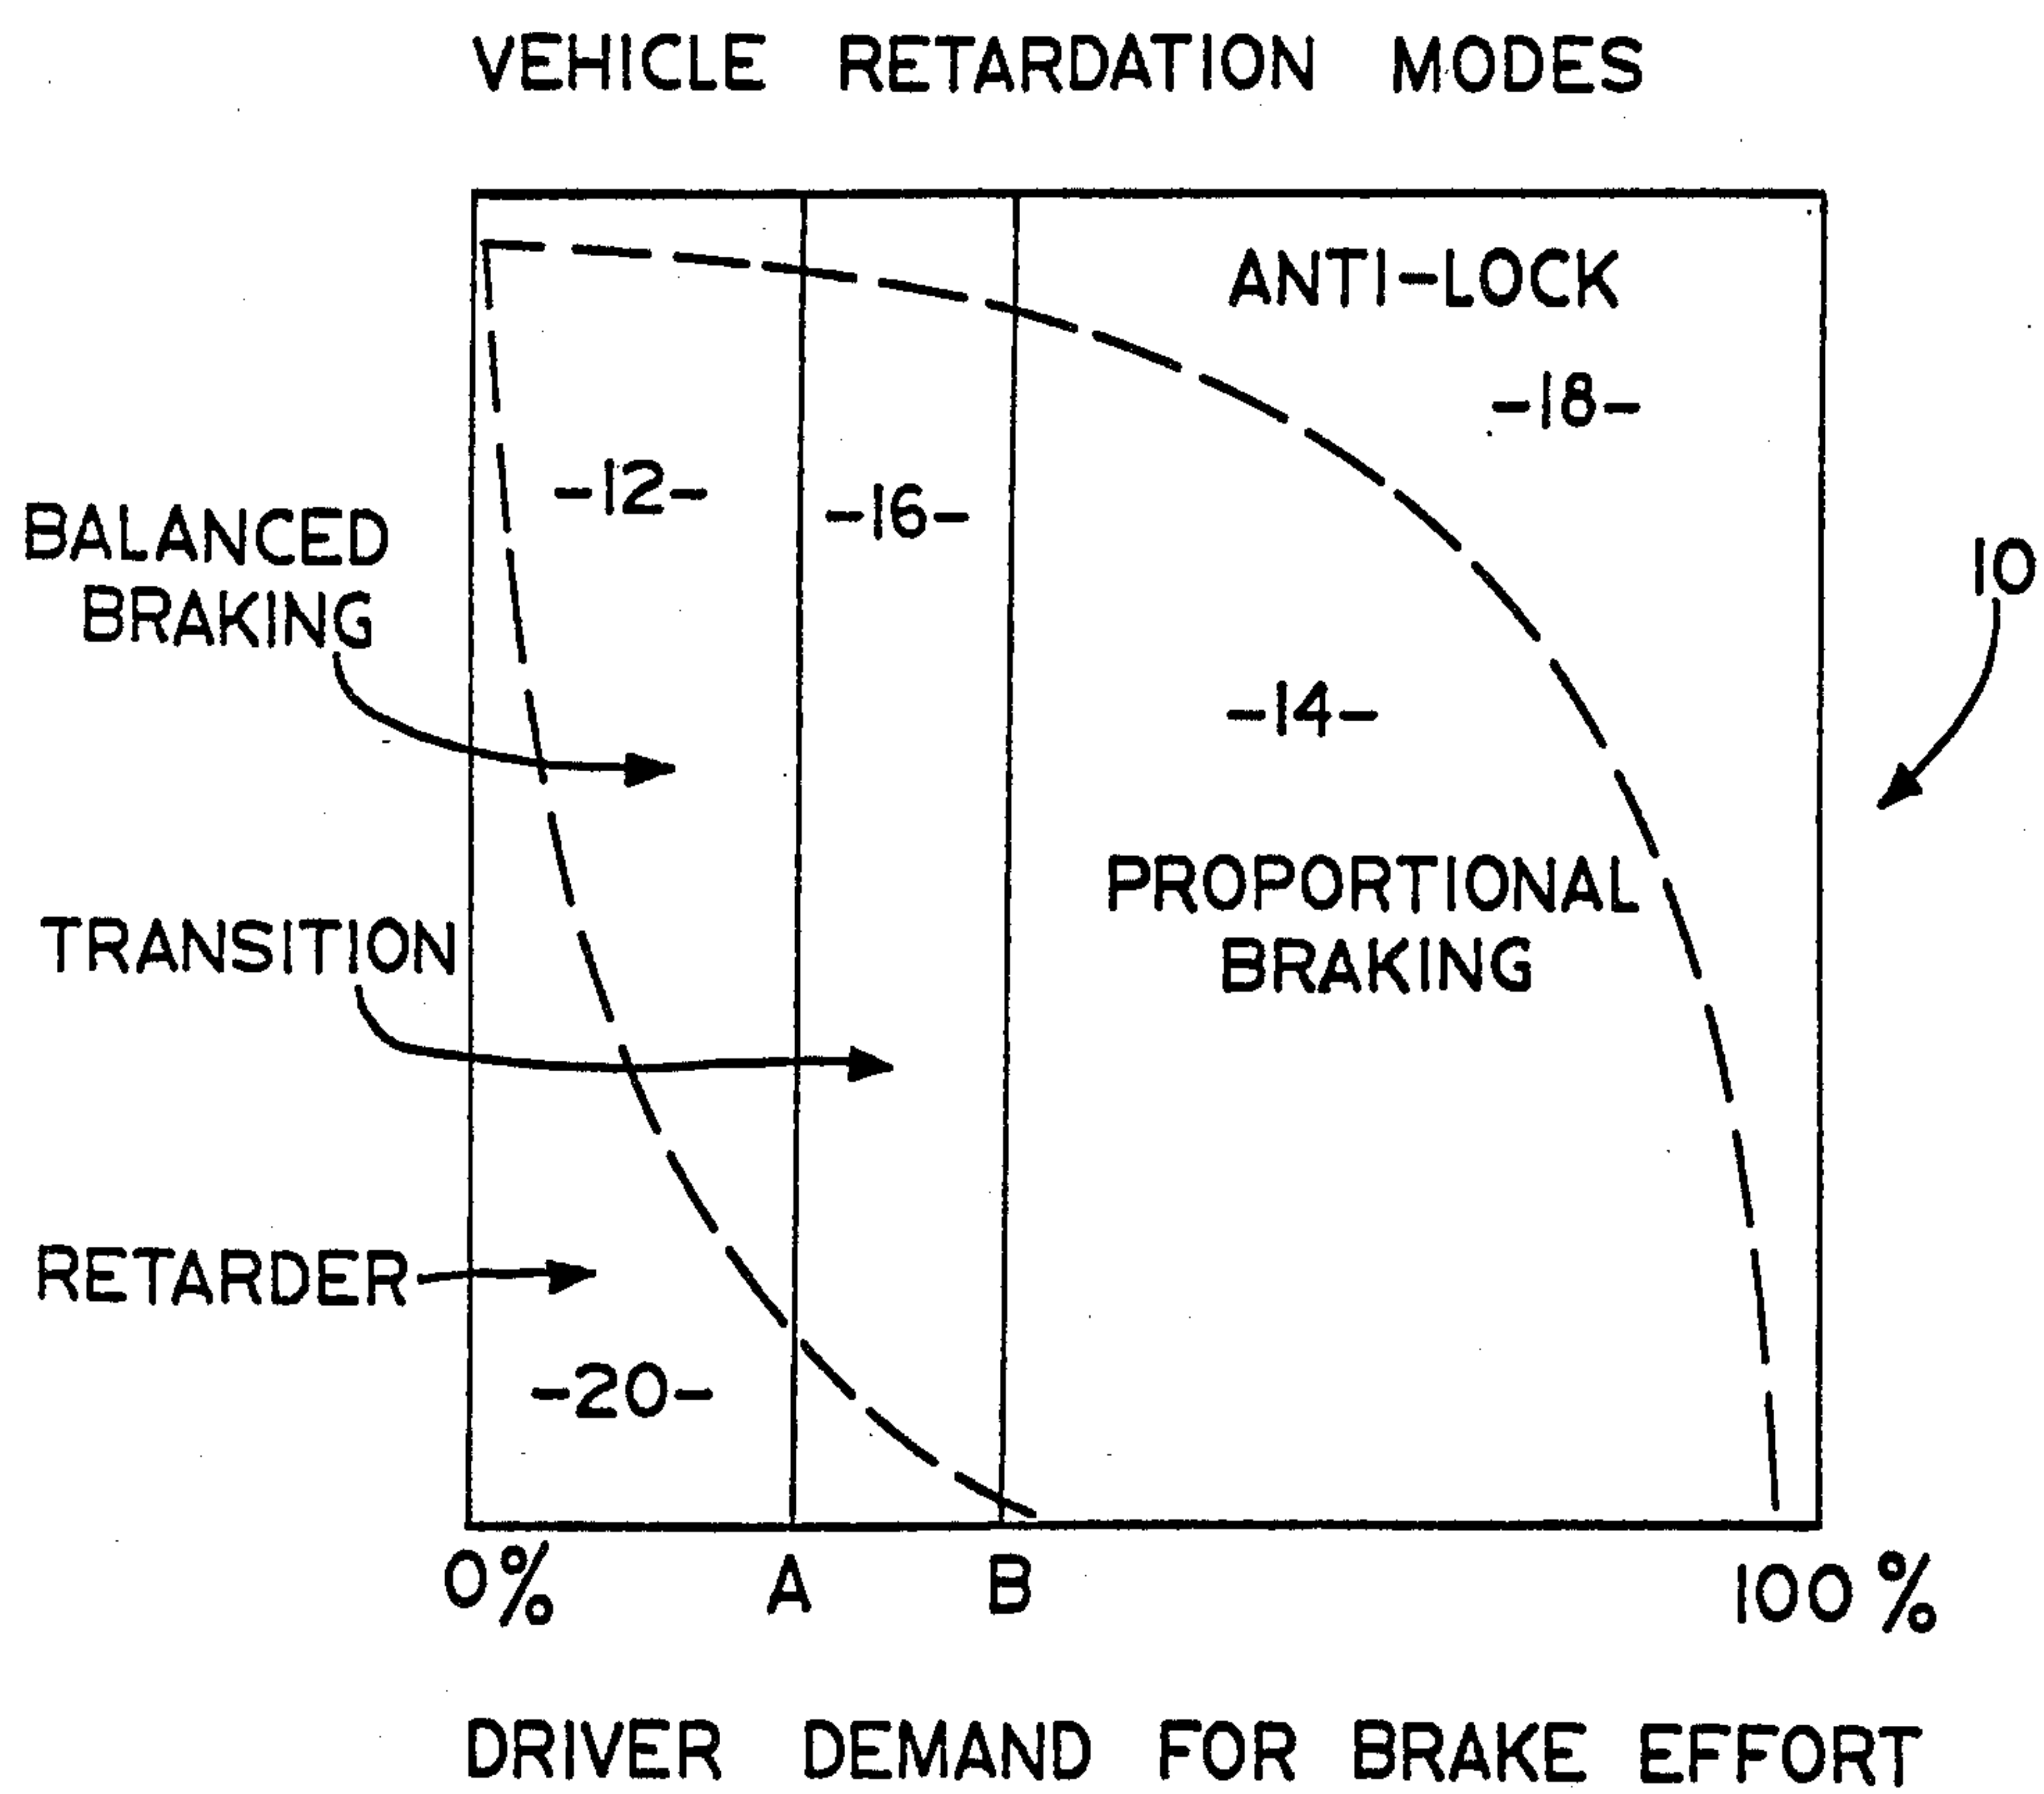 VEHICLE RETARDATION MODES
ANTI-LOCK
-18-
-12-
-16-
BALANCED
BRAKING
10
-14-
PROPORTIONAL
BRAKING
TRANSITION
RETARDER
-20-
0% A B 100%
DRIVER DEMAND FOR BRAKE EFFORT